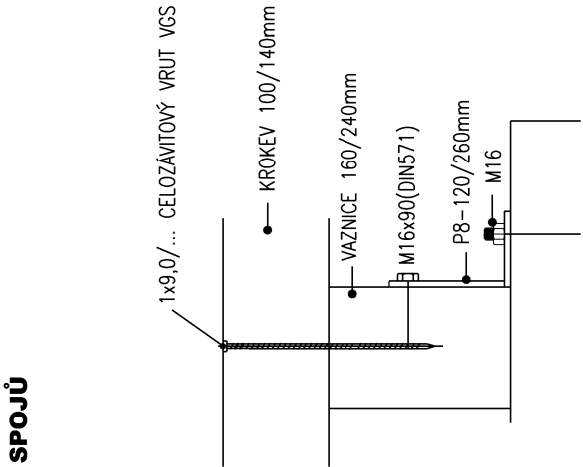 SPOJŮ
1x9,0/... CELOZÁVITOVÝ VRUT VGS
KROKEV 100/140mm
VAZNICE 160/240mm
M16x90(DIN571)
P8-120/260mm
M16